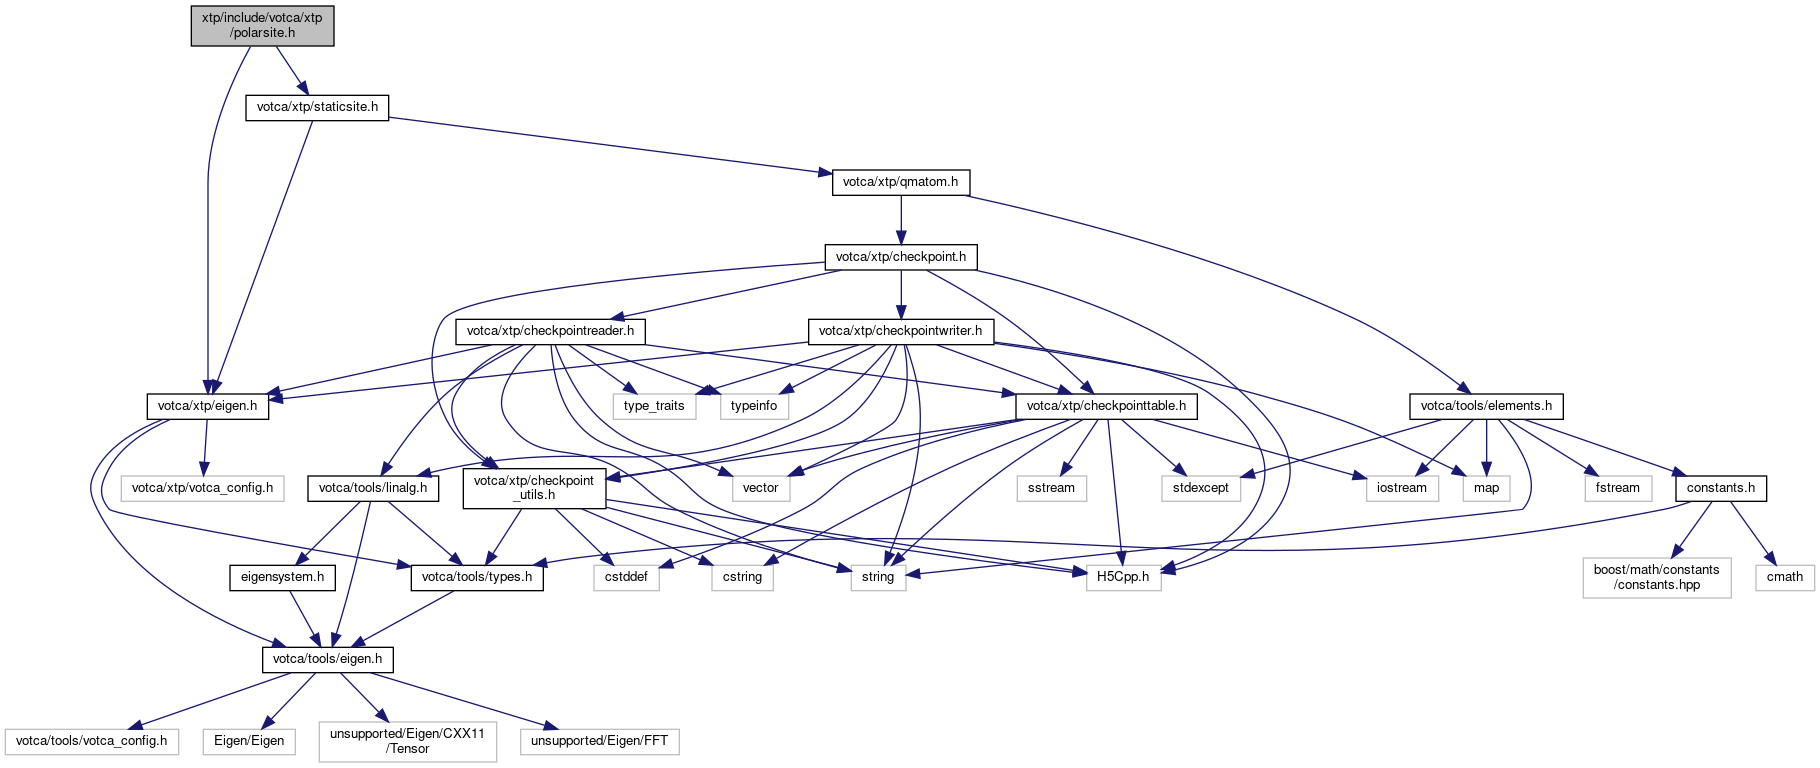 xtp/include/votca/xtp
/polarsite.h
votca/xtp/staticsite.h
votca/xtp/qmatom.h
votca/xtp/checkpoint.h
votca/xtp/checkpointreader.h
votca/xtp/checkpointwriter.h
votca/xtp/eigen.h
type_traits
typeinfo
votca/xtp/checkpointtable.h
votca/tools/elements.h
votca/xtp/votca_config.h
votca/tools/linalg.h
votca/xtp/checkpoint
_utils.h
vector
sstream
stdexcept
iostream
map
fstream
constants.h
eigensystem.h
votca/tools/types.h
cstddef
cstring
string
H5Cpp.h
boost/math/constants
/constants.hpp
cmath
votca/tools/eigen.h
votca/tools/votca_config.h
Eigen/Eigen
unsupported/Eigen/CXX11
/Tensor
unsupported/Eigen/FFT